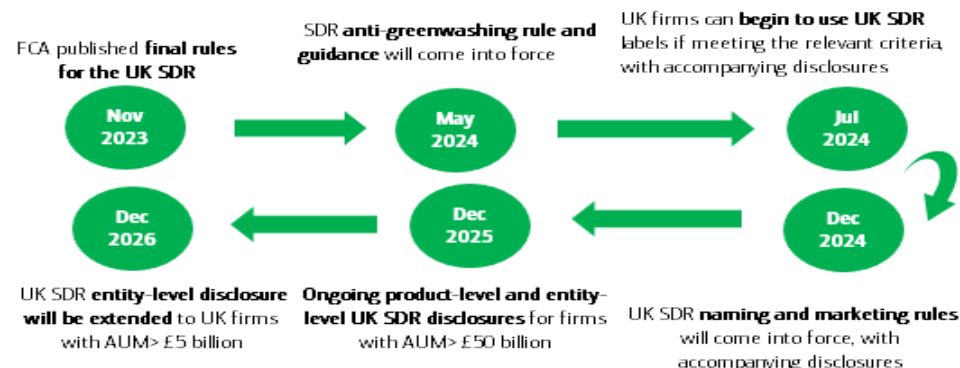 FCA published final rules
for the UK SDR
SDR anti-greenwashing rule and
guidance will come into force
UK firms can begin to use UK SDR
labels if meeting the relevant criteria,
with accompanying disclosures
Nov
2023
May
2024
Jul
2024
Dec
2024
Dec
2025
Dec
2026
UK SDR naming and marketing rules
will come into force, with
accompanying disclosures
Ongoing product-level and entity-
level UK SDR disclosures for firms
with AUM> £50 billion
UK SDR entity-level disclosure
will be extended to UK firms
with AUM> £5 billion